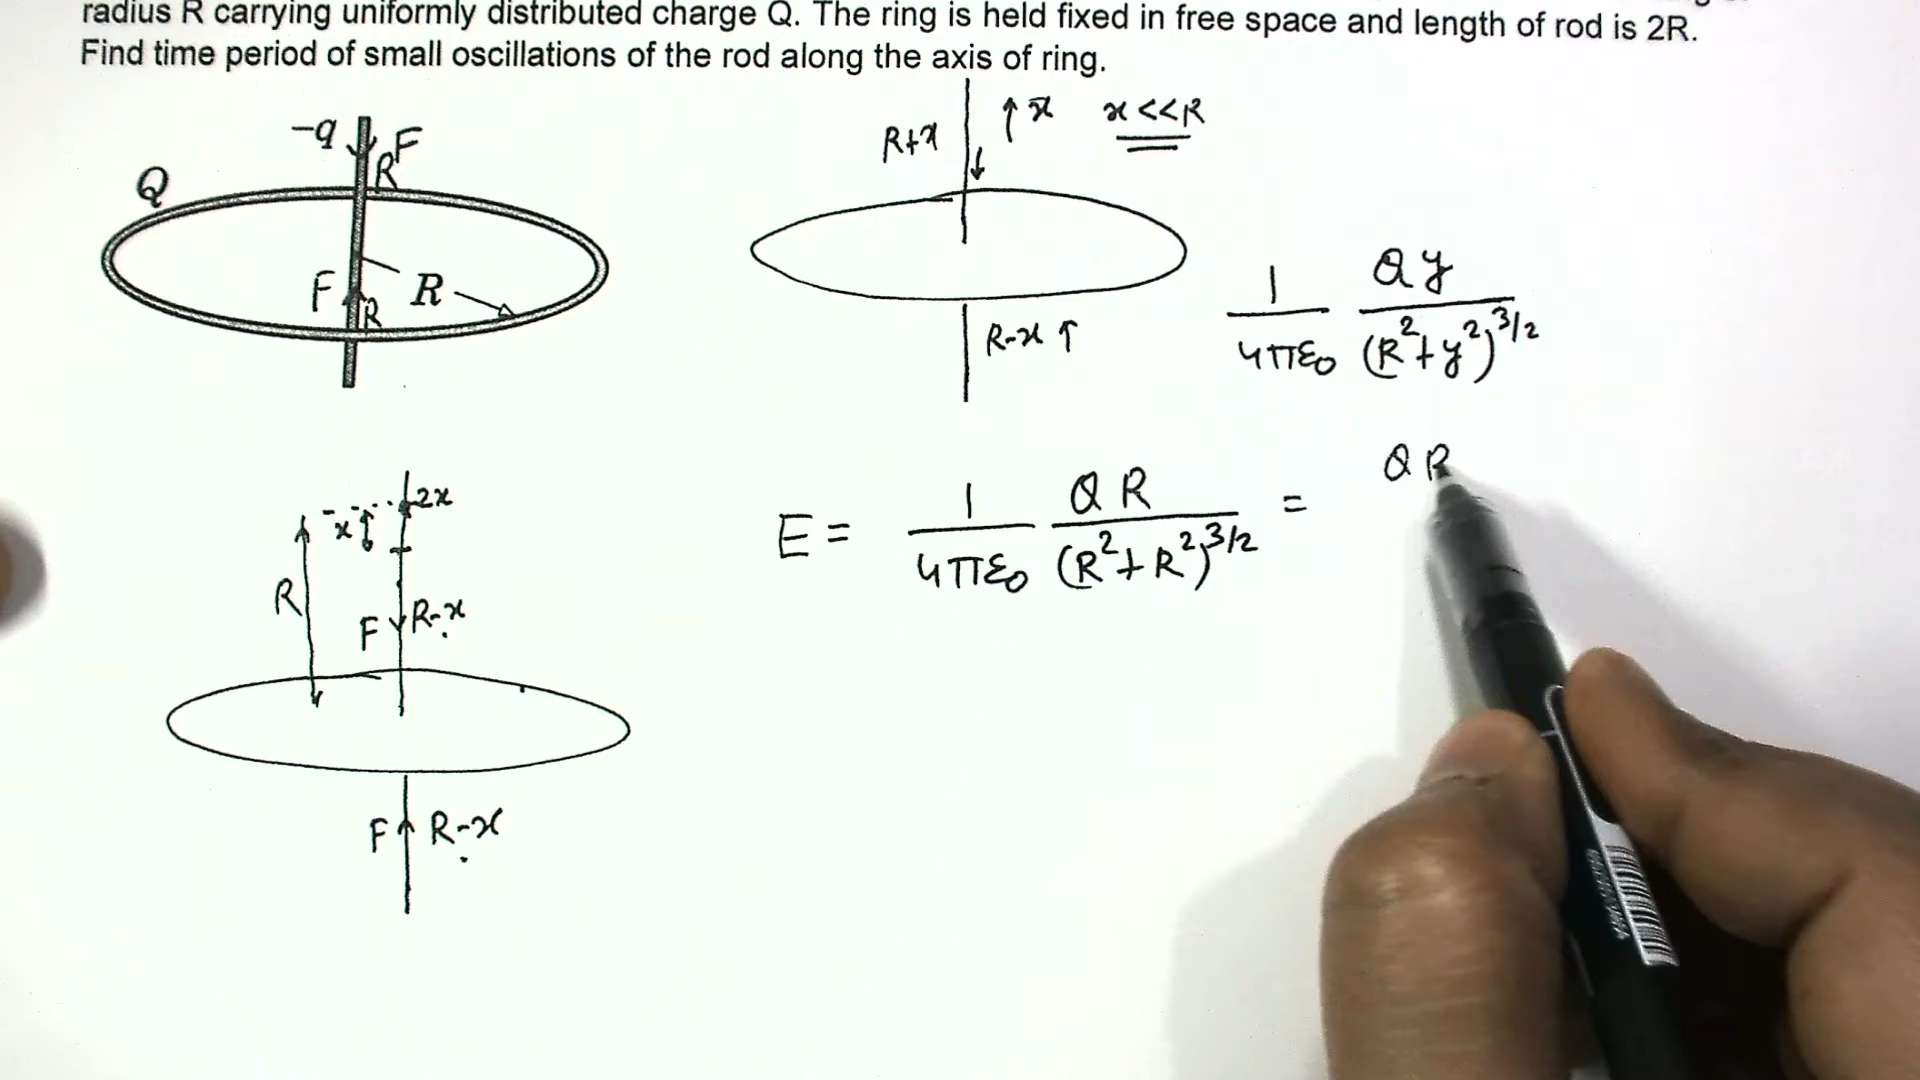 radius R carrying uniformly distributed charge Q. The ring is held fixed in free space and length of rod is 2R.
Find time period of small oscillations of the rod along the axis of ring.
-q F
R
Q
F R
R
R+x ↑ x x<<R
R-x ↑
1/4πε₀ Qy/(R²+y²)^3/2
E = 1/4πε₀ QR/(R²+R²)^3/2 = QR
x 2x
R
F R-x
F R-x